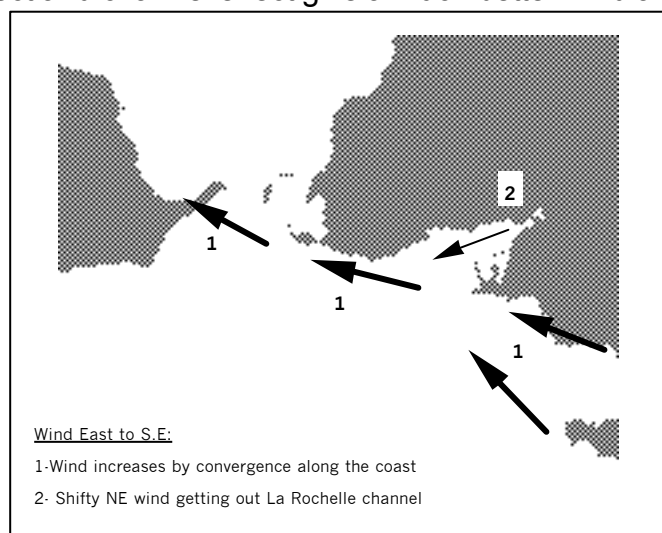 2
1
1
1
Wind East to S.E:
1-Wind increases by convergence along the coast
2- Shifty NE wind getting out La Rochelle channel